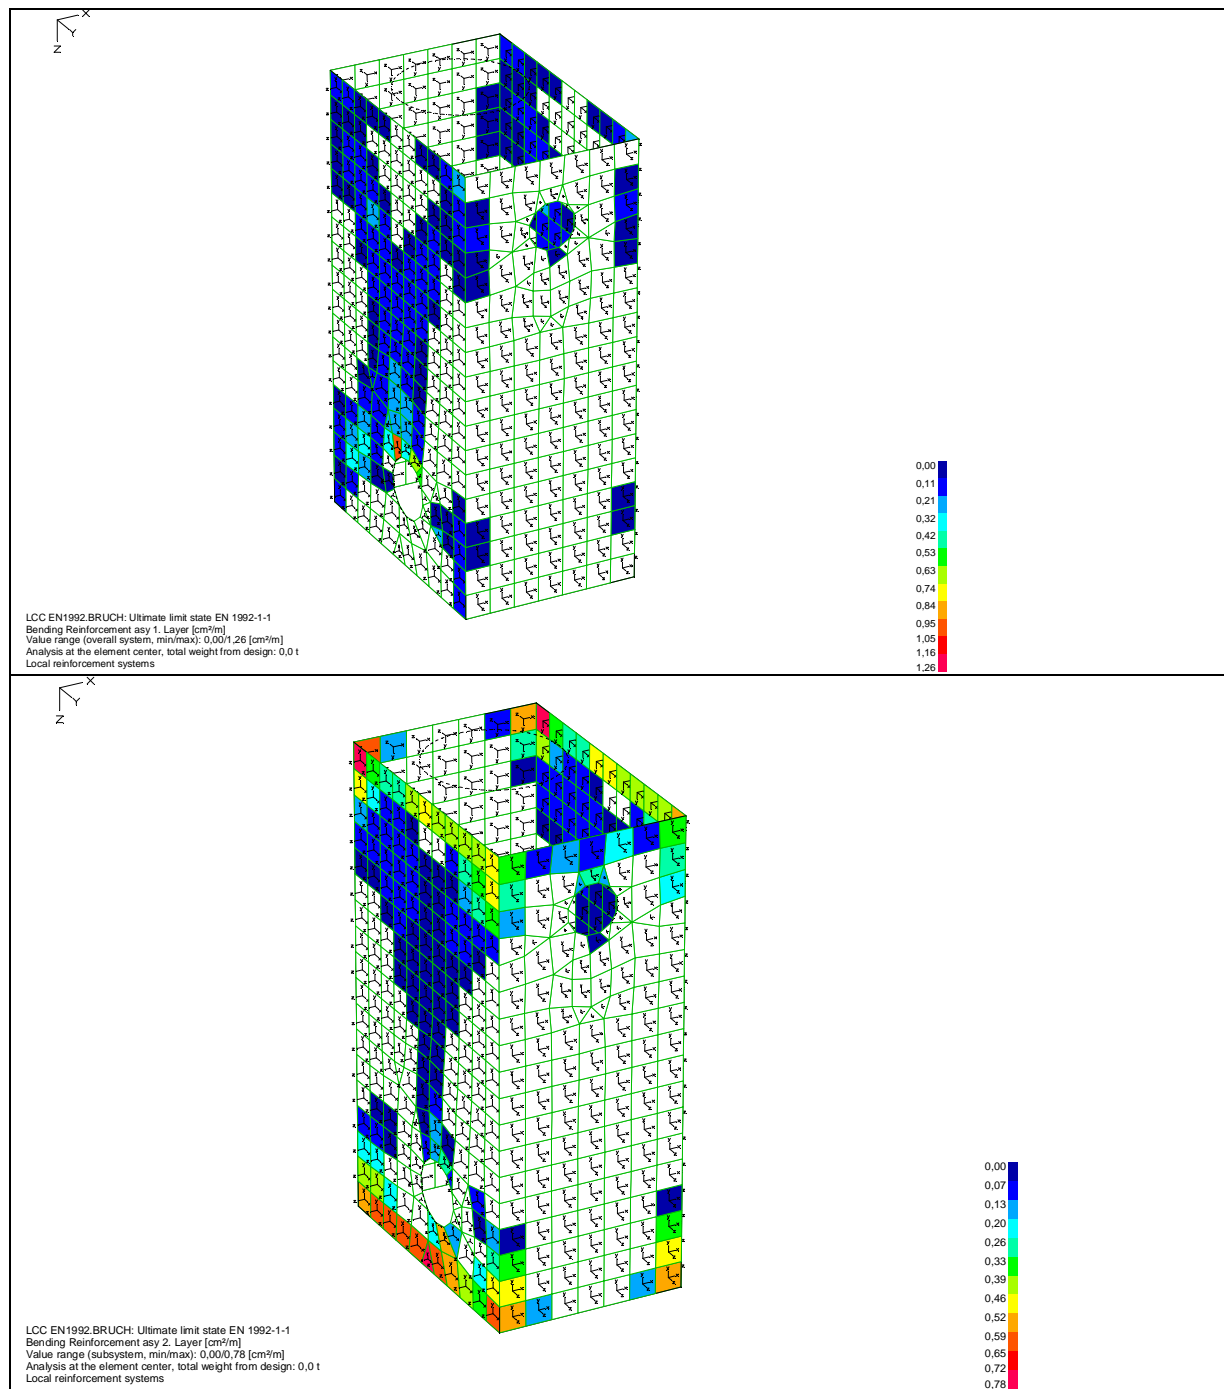 X
Y
Z
0,00
0,11
0,21
0,32
0,42
0,53
0,63
0,74
0,84
0,95
1,05
1,16
1,26
LCC EN1992.BRUCH: Ultimate limit state EN 1992-1-1
Bending Reinforcement asy 1. Layer [cm²/m]
Value range (overall system, min/max): 0,00/1,26 [cm²/m]
Analysis at the element center, total weight from design: 0,0 t
Local reinforcement systems
X
Y
Z
0,00
0,07
0,13
0,20
0,26
0,33
0,39
0,46
0,52
0,59
0,65
0,72
0,78
LCC EN1992.BRUCH: Ultimate limit state EN 1992-1-1
Bending Reinforcement asy 2. Layer [cm²/m]
Value range (subsystem, min/max): 0,00/0,78 [cm²/m]
Analysis at the element center, total weight from design: 0,0 t
Local reinforcement systems